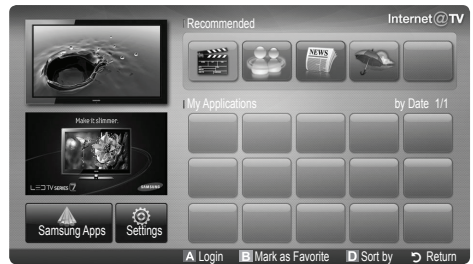 Internet@TV
Recommended
NEWS
My Applications
by Date 1/1
Make it slimmer.
LED TV SERIES 7
SAMSUNG
Samsung Apps
Settings
A Login
B Mark as Favorite
D Sort by
Return